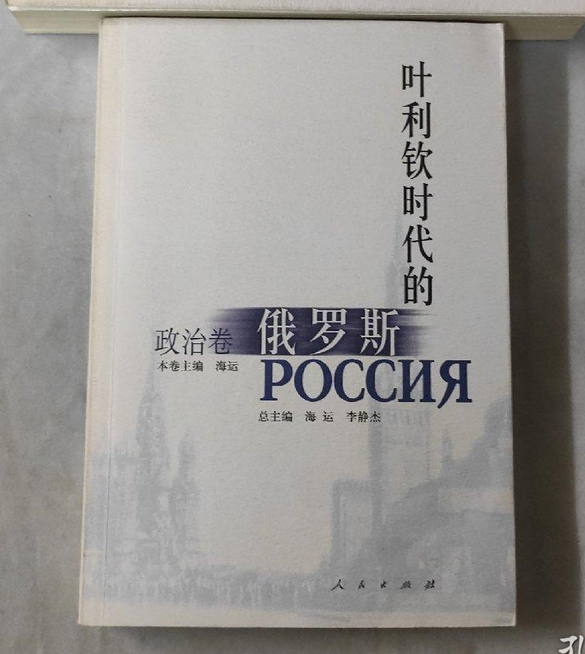 叶利钦时代的
俄罗斯
РОССИЯ
政治卷
本卷主编 海运
总主编 海运 李静杰
人民出版社
孔